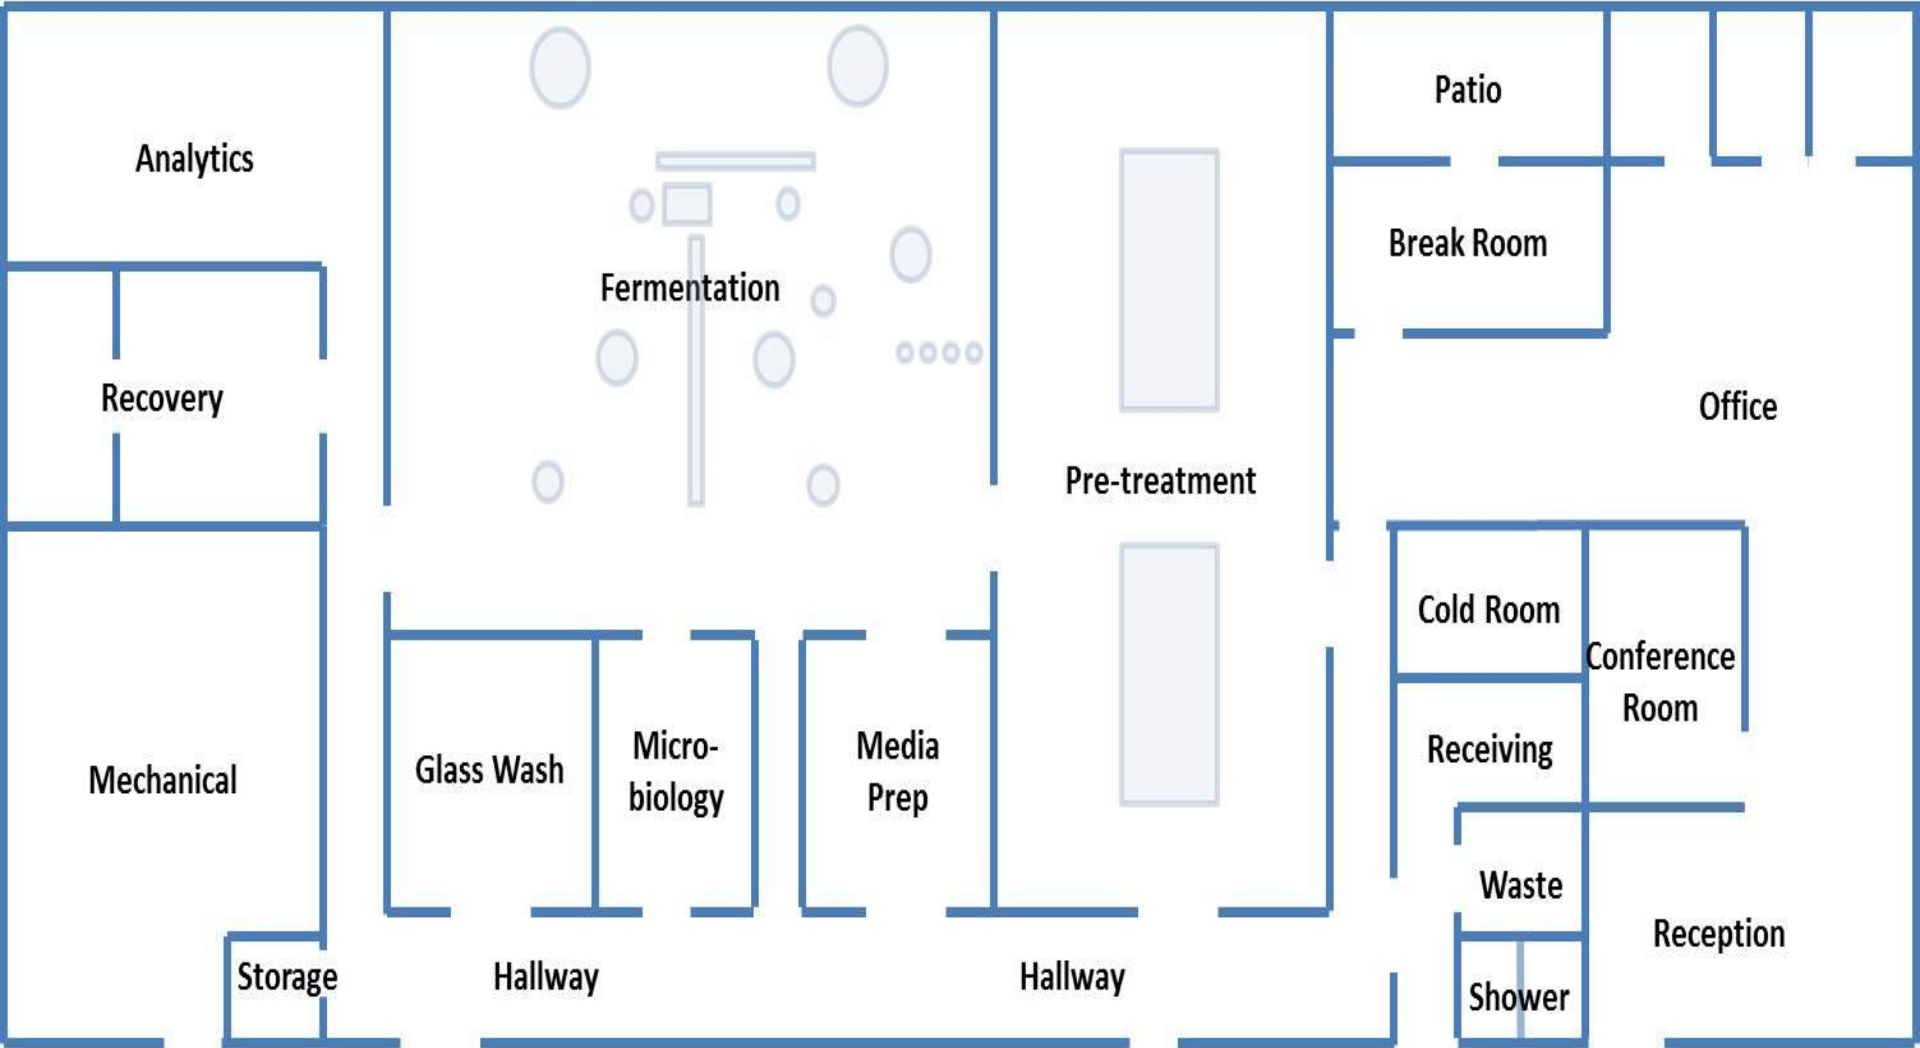 Patio
Analytics
Break Room
Fermentation
Recovery
Office
Pre-treatment
Cold Room
Conference
Room
Micro-
biology
Media
Prep
Receiving
Glass Wash
Mechanical
Waste
Reception
Storage
Hallway
Hallway
Shower